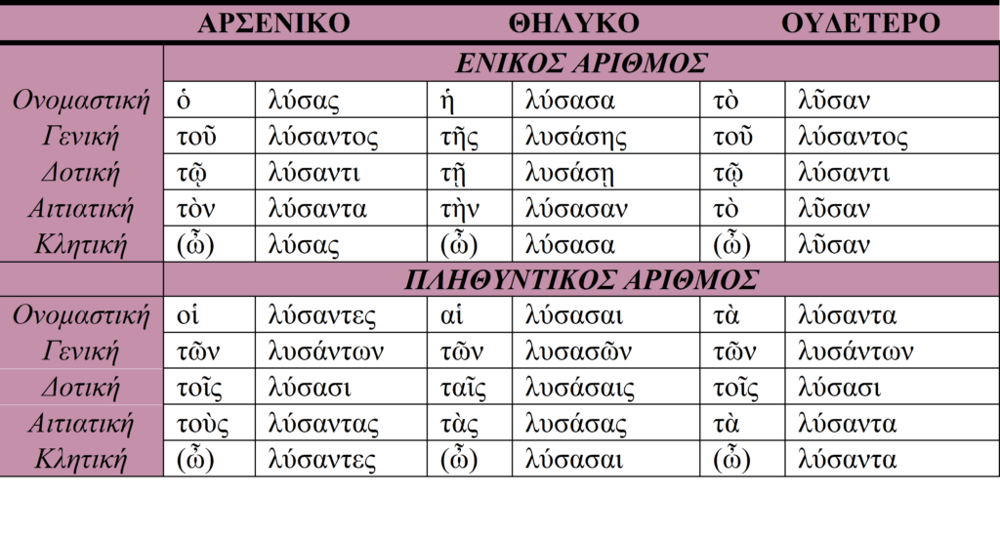 ΑΡΣΕΝΙΚΟ ΘΗΛΥΚΟ ΟΥΔΕΤΕΡΟ
ΕΝΙΚΟΣ ΑΡΙΘΜΟΣ
Ονομαστική ὁ λύσας ἡ λύσασα τὸ λῦσαν
Γενική τοῦ λύσαντος τῆς λυσάσης τοῦ λύσαντος
Δοτική τῷ λύσαντι τῇ λυσάσῃ τῷ λύσαντι
Αιτιατική τὸν λύσαντα τὴν λύσασαν τὸ λῦσαν
Κλητική (ὦ) λύσας (ὦ) λύσασα (ὦ) λῦσαν
ΠΛΗΘΥΝΤΙΚΟΣ ΑΡΙΘΜΟΣ
Ονομαστική οἱ λύσαντες αἱ λύσασαι τὰ λύσαντα
Γενική τῶν λυσάντων τῶν λυσασῶν τῶν λυσάντων
Δοτική τοῖς λύσασι ταῖς λυσάσαις τοῖς λύσασι
Αιτιατική τοὺς λύσαντας τὰς λυσάσας τὰ λύσαντα
Κλητική (ὦ) λύσαντες (ὦ) λύσασαι (ὦ) λύσαντα